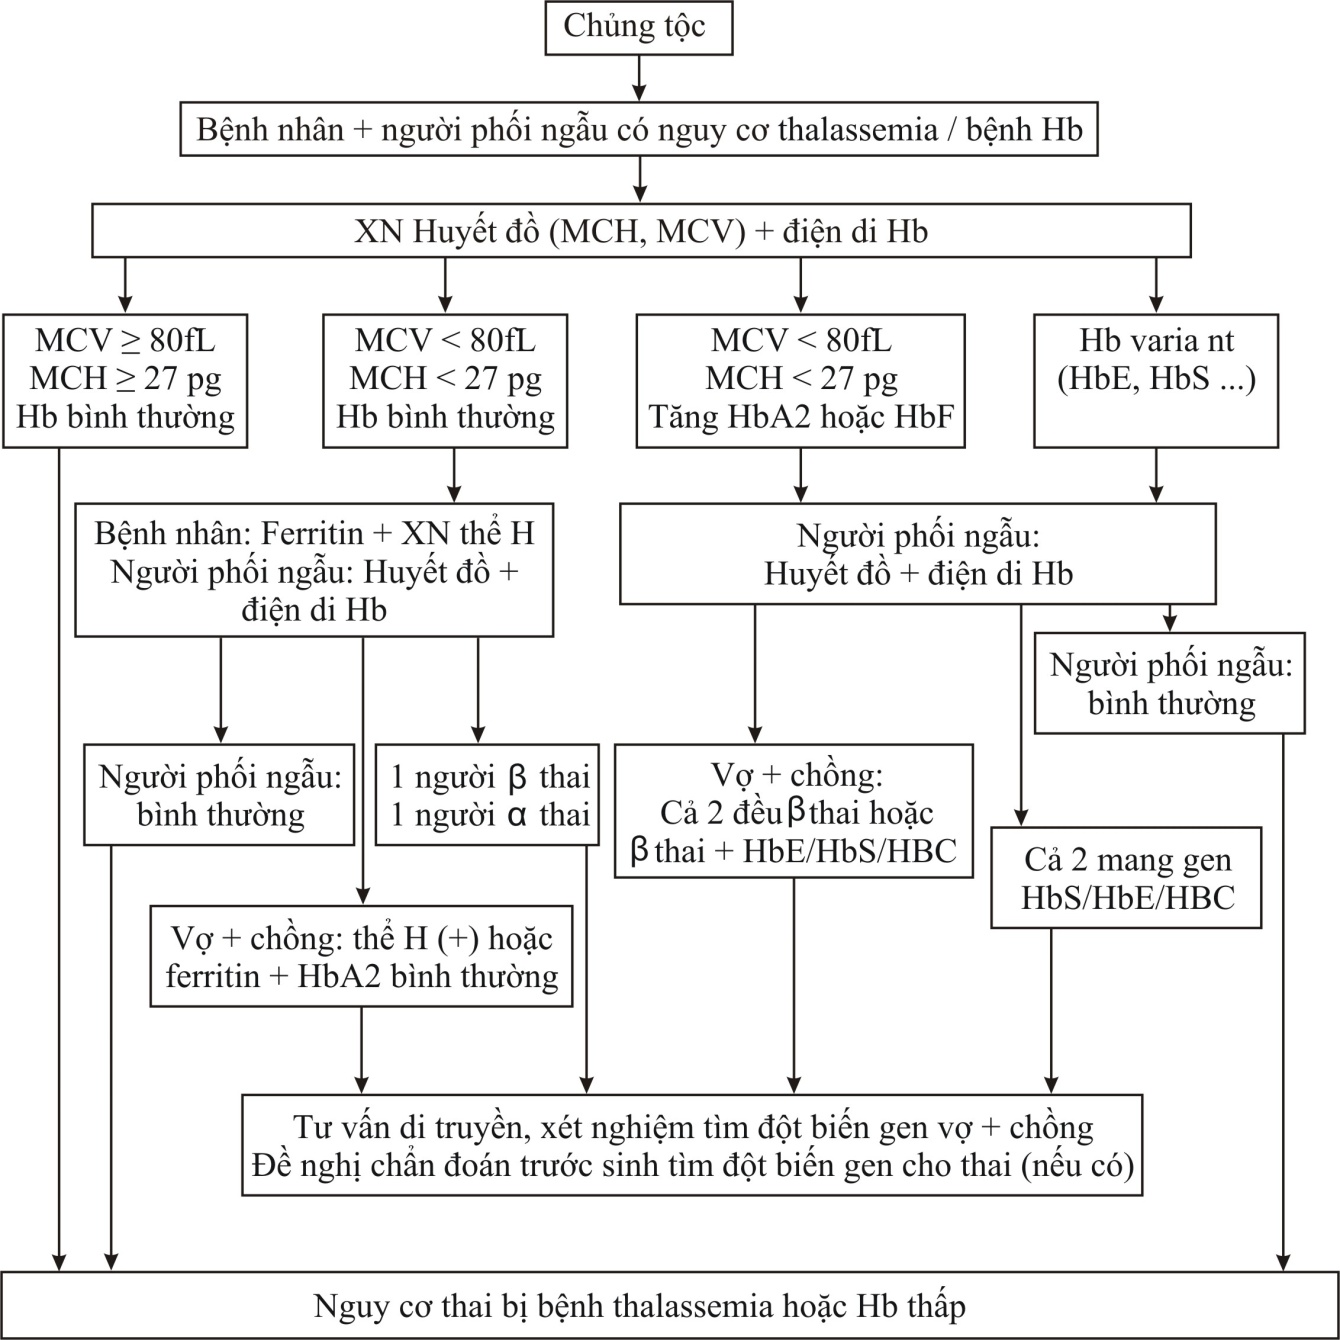 Chủng tộc
Bệnh nhân + người phối ngẫu có nguy cơ thalassemia / bệnh Hb
XN Huyết đồ (MCH, MCV) + điện di Hb
MCV ≥ 80fL
MCH ≥ 27 pg
Hb bình thường
MCV < 80fL
MCH < 27 pg
Hb bình thường
MCV < 80fL
MCH < 27 pg
Tăng HbA2 hoặc HbF
Hb varia nt
(HbE, HbS ...)
Bệnh nhân: Ferritin + XN thể H
Người phối ngẫu: Huyết đồ +
điện di Hb
Người phối ngẫu:
Huyết đồ + điện di Hb
Người phối ngẫu:
bình thường
Người phối ngẫu:
bình thường
1 người β thai
1 người α thai
Vợ + chồng:
Cả 2 đều β thai hoặc
β thai + HbE/HbS/HBC
Cả 2 mang gen
HbS/HbE/HBC
Vợ + chồng: thể H (+) hoặc
ferritin + HbA2 bình thường
Tư vấn di truyền, xét nghiệm tìm đột biến gen vợ + chồng
Đề nghị chẩn đoán trước sinh tìm đột biến gen cho thai (nếu có)
Nguy cơ thai bị bệnh thalassemia hoặc Hb thấp